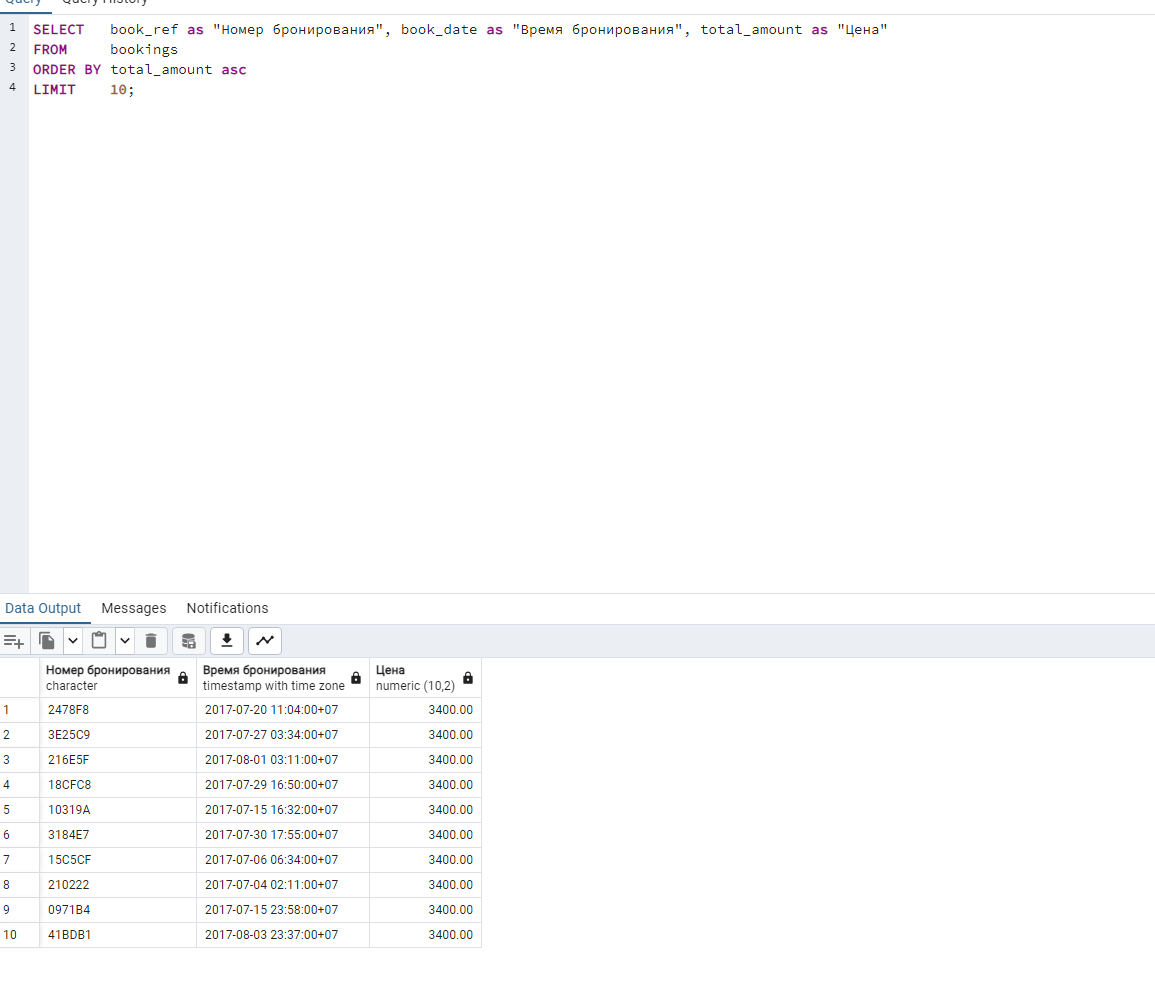 Query Query History
1 SELECT book_ref as "Номер бронирования", book_date as "Время бронирования", total_amount as "Цена"
2 FROM bookings
3 ORDER BY total_amount asc
4 LIMIT 10;
Data Output Messages Notifications
Номер бронирования Время бронирования Цена
character timestamp with time zone numeric (10,2)
1 2478F8 2017-07-20 11:04:00+07 3400.00
2 3E25C9 2017-07-27 03:34:00+07 3400.00
3 216E5F 2017-08-01 03:11:00+07 3400.00
4 18CFC8 2017-07-29 16:50:00+07 3400.00
5 10319A 2017-07-15 16:32:00+07 3400.00
6 3184E7 2017-07-30 17:55:00+07 3400.00
7 15C5CF 2017-07-06 06:34:00+07 3400.00
8 210222 2017-07-04 02:11:00+07 3400.00
9 0971B4 2017-07-15 23:58:00+07 3400.00
10 41BDB1 2017-08-03 23:37:00+07 3400.00